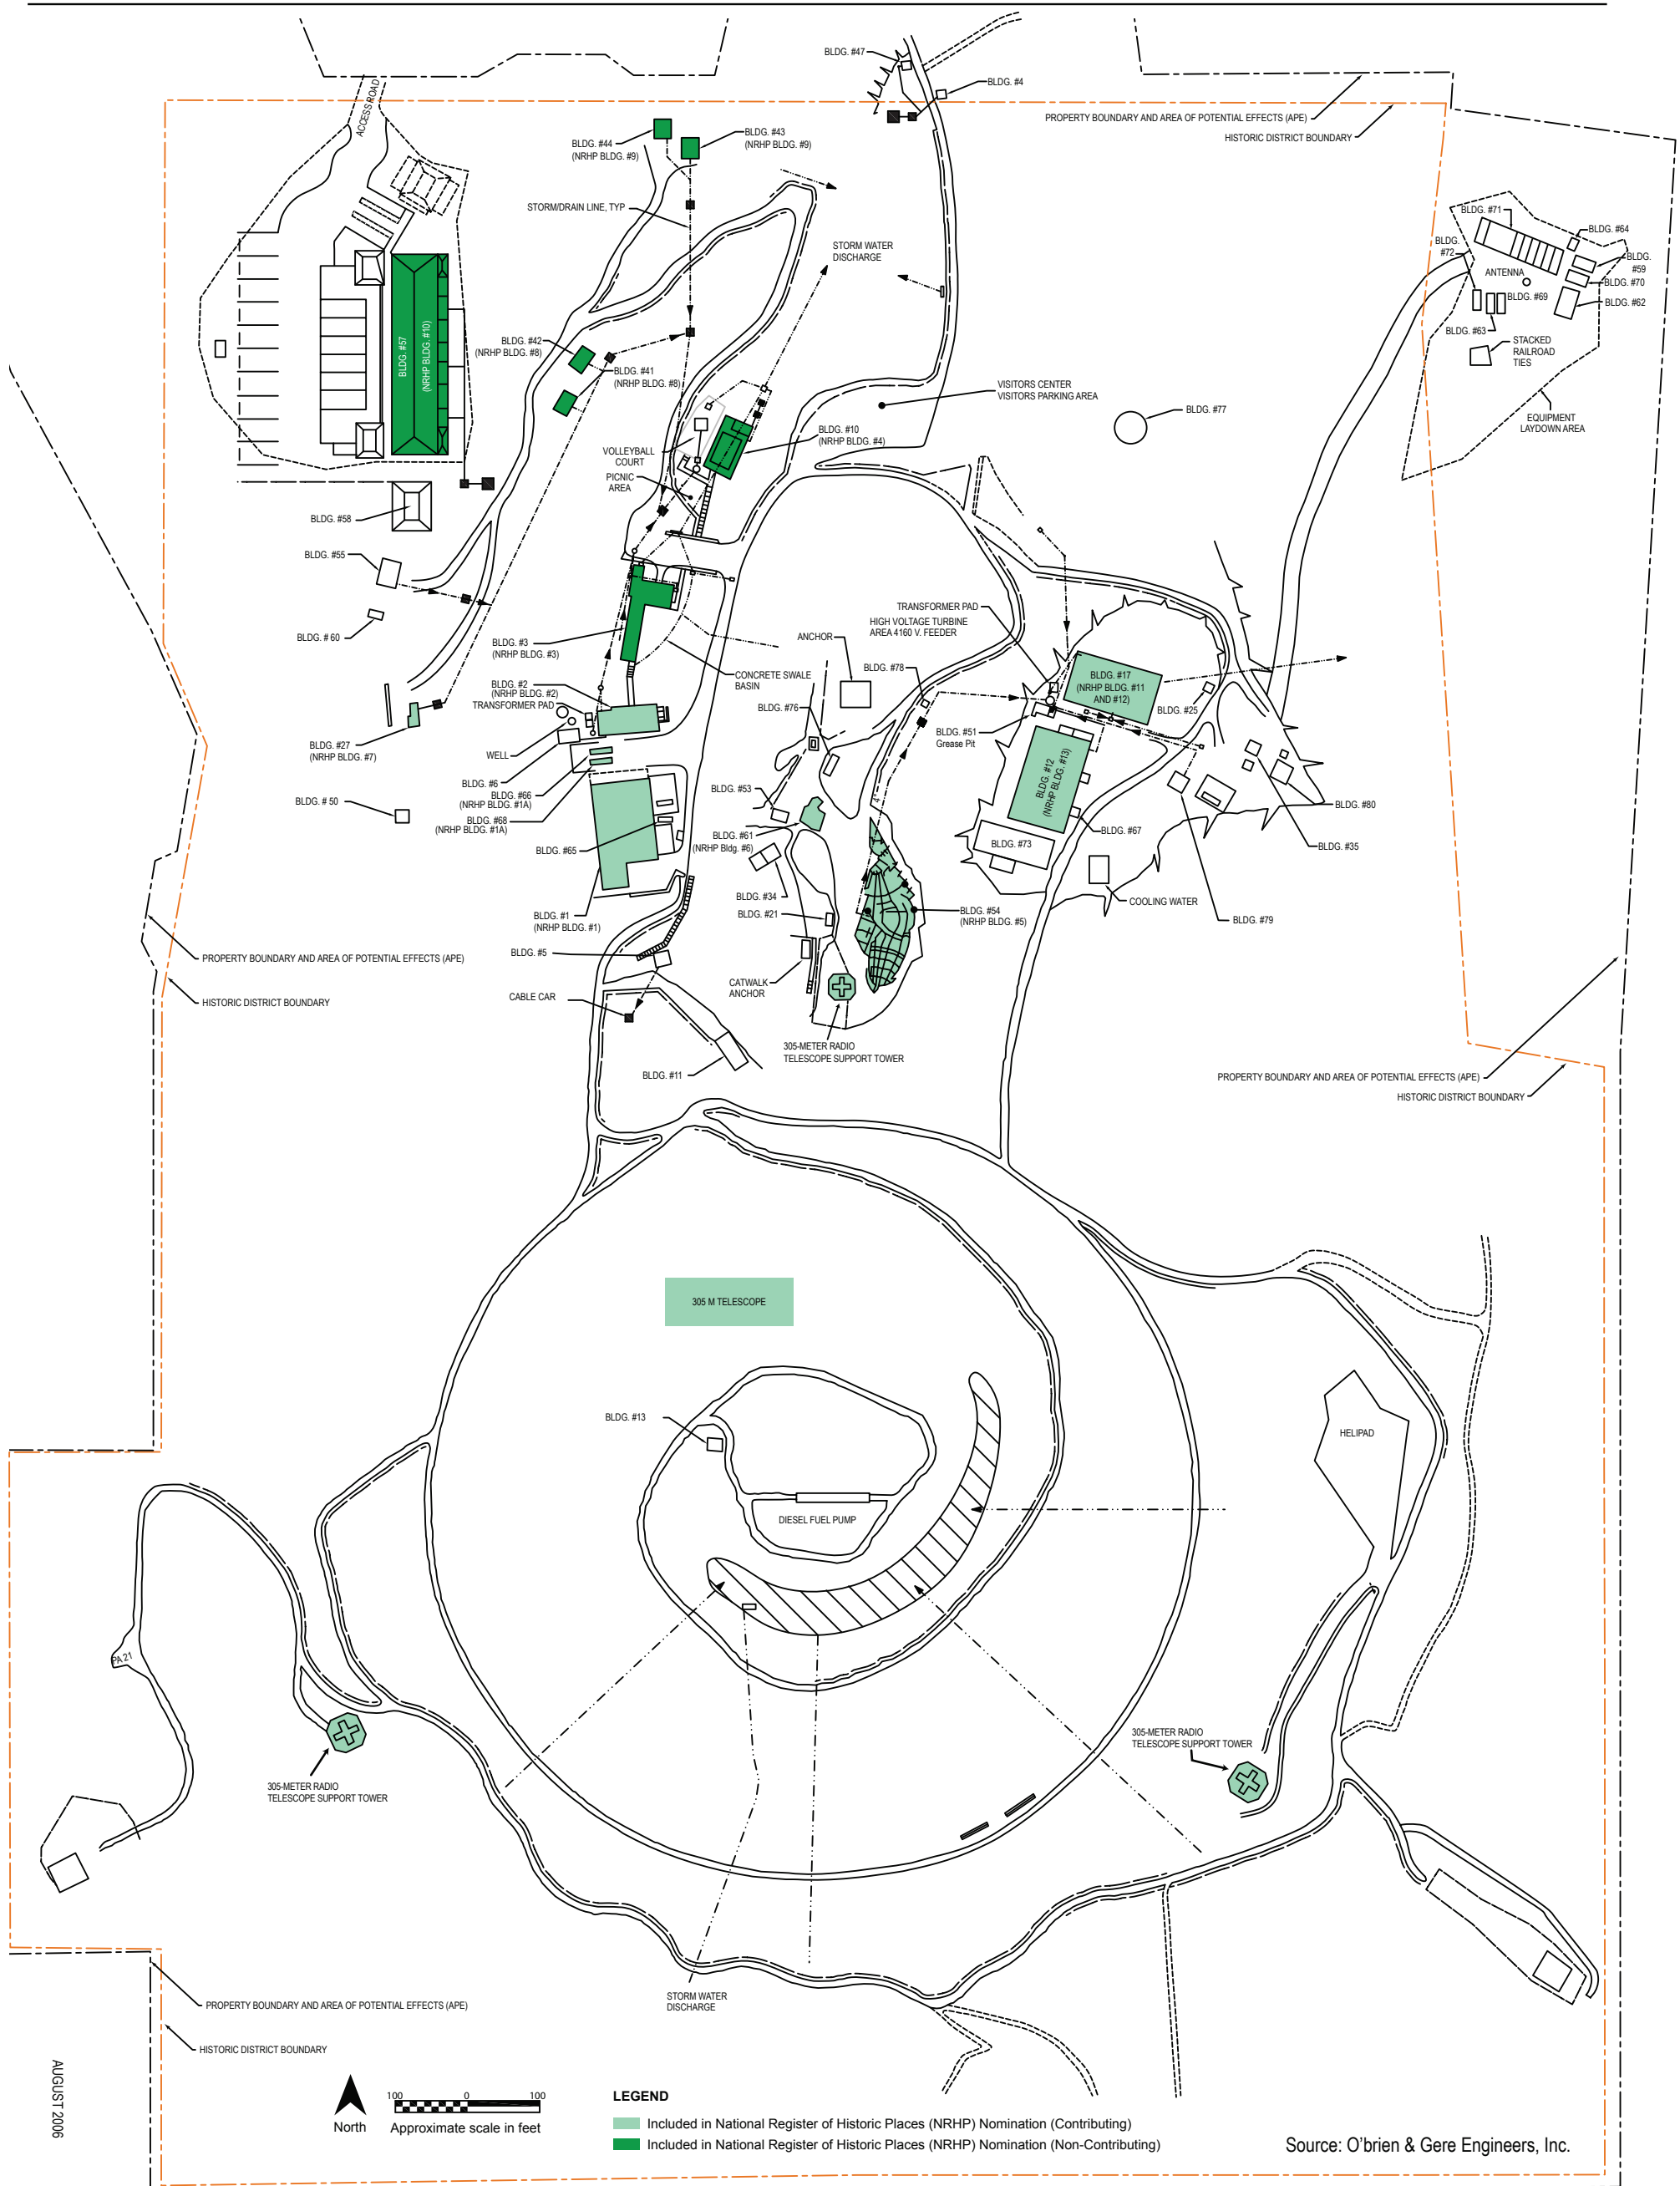 BLDG. #47
BLDG. #4
PROPERTY BOUNDARY AND AREA OF POTENTIAL EFFECTS (APE)
HISTORIC DISTRICT BOUNDARY
ACCESS ROAD
BLDG. #44
(NRHP BLDG. #9)
BLDG. #43
(NRHP BLDG. #9)
STORM/DRAIN LINE, TYP
STORM WATER
DISCHARGE
BLDG. #71
BLDG. #64
BLDG.
#72
BLDG.
#59
ANTENNA
BLDG. #70
BLDG. #69
BLDG. #62
BLDG. #63
STACKED
RAILROAD
TIES
EQUIPMENT
LAYDOWN AREA
BLDG. #57
(NRHP BLDG. #10)
BLDG. #42
(NRHP BLDG. #8)
BLDG. #41
(NRHP BLDG. #8)
VISITORS CENTER
VISITORS PARKING AREA
BLDG. #77
BLDG. #10
(NRHP BLDG. #4)
VOLLEYBALL
COURT
PICNIC
AREA
BLDG. #58
BLDG. #55
BLDG. # 60
BLDG. #3
(NRHP BLDG. #3)
TRANSFORMER PAD
HIGH VOLTAGE TURBINE
AREA 4160 V. FEEDER
ANCHOR
BLDG. #78
CONCRETE SWALE
BASIN
BLDG. #2
(NRHP BLDG. #2)
TRANSFORMER PAD
BLDG. #76
BLDG. #17
(NRHP BLDG. #11
AND #12)
BLDG. #25
BLDG. #51
Grease Pit
BLDG. #27
(NRHP BLDG. #7)
WELL
BLDG. #6
BLDG. #66
(NRHP BLDG. #1A)
BLDG. #68
(NRHP BLDG. #1A)
BLDG. # 50
BLDG. #53
4"
BLDG. #12
(NRHP BLDG. #13)
BLDG. #80
BLDG. #61
(NRHP Bldg. #6)
BLDG. #67
BLDG. #65
BLDG. #73
BLDG. #35
BLDG. #34
COOLING WATER
BLDG. #1
(NRHP BLDG. #1)
BLDG. #21
BLDG. #54
(NRHP BLDG. #5)
BLDG. #79
BLDG. #5
PROPERTY BOUNDARY AND AREA OF POTENTIAL EFFECTS (APE)
HISTORIC DISTRICT BOUNDARY
CATWALK
ANCHOR
CABLE CAR
305-METER RADIO
TELESCOPE SUPPORT TOWER
BLDG. #11
PROPERTY BOUNDARY AND AREA OF POTENTIAL EFFECTS (APE)
HISTORIC DISTRICT BOUNDARY
305 M TELESCOPE
BLDG. #13
HELIPAD
DIESEL FUEL PUMP
PA 21
305-METER RADIO
TELESCOPE SUPPORT TOWER
305-METER RADIO
TELESCOPE SUPPORT TOWER
STORM WATER
DISCHARGE
PROPERTY BOUNDARY AND AREA OF POTENTIAL EFFECTS (APE)
HISTORIC DISTRICT BOUNDARY
AUGUST 2006
North
100 0 100
Approximate scale in feet
LEGEND
Included in National Register of Historic Places (NRHP) Nomination (Contributing)
Included in National Register of Historic Places (NRHP) Nomination (Non-Contributing)
Source: O'brien & Gere Engineers, Inc.